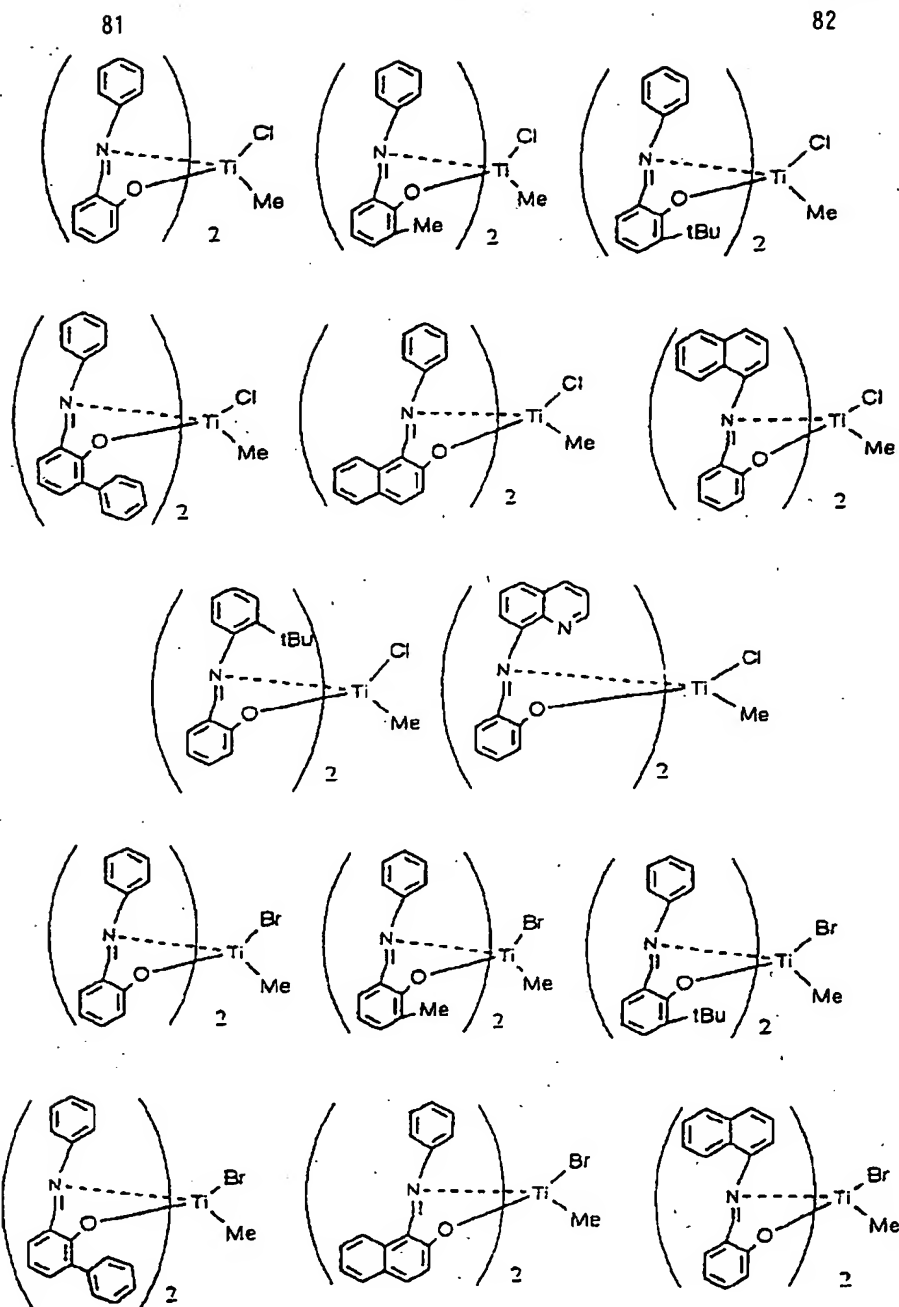 81 82
Cl Cl Cl
N Ti N Ti N Ti
O Me O Me O Me
Me tBu
2 2 2
Cl Cl Cl
N Ti N Ti N Ti
O Me O Me O Me
2 2 2
tBu N
Cl Cl
N Ti N Ti
O Me O Me
2 2
Br Br Br
N Ti N Ti N Ti
O Me O Me O Me
Me tBu
2 2 2
Br Br Br
N Ti N Ti N Ti
O Me O Me O Me
2 2 2